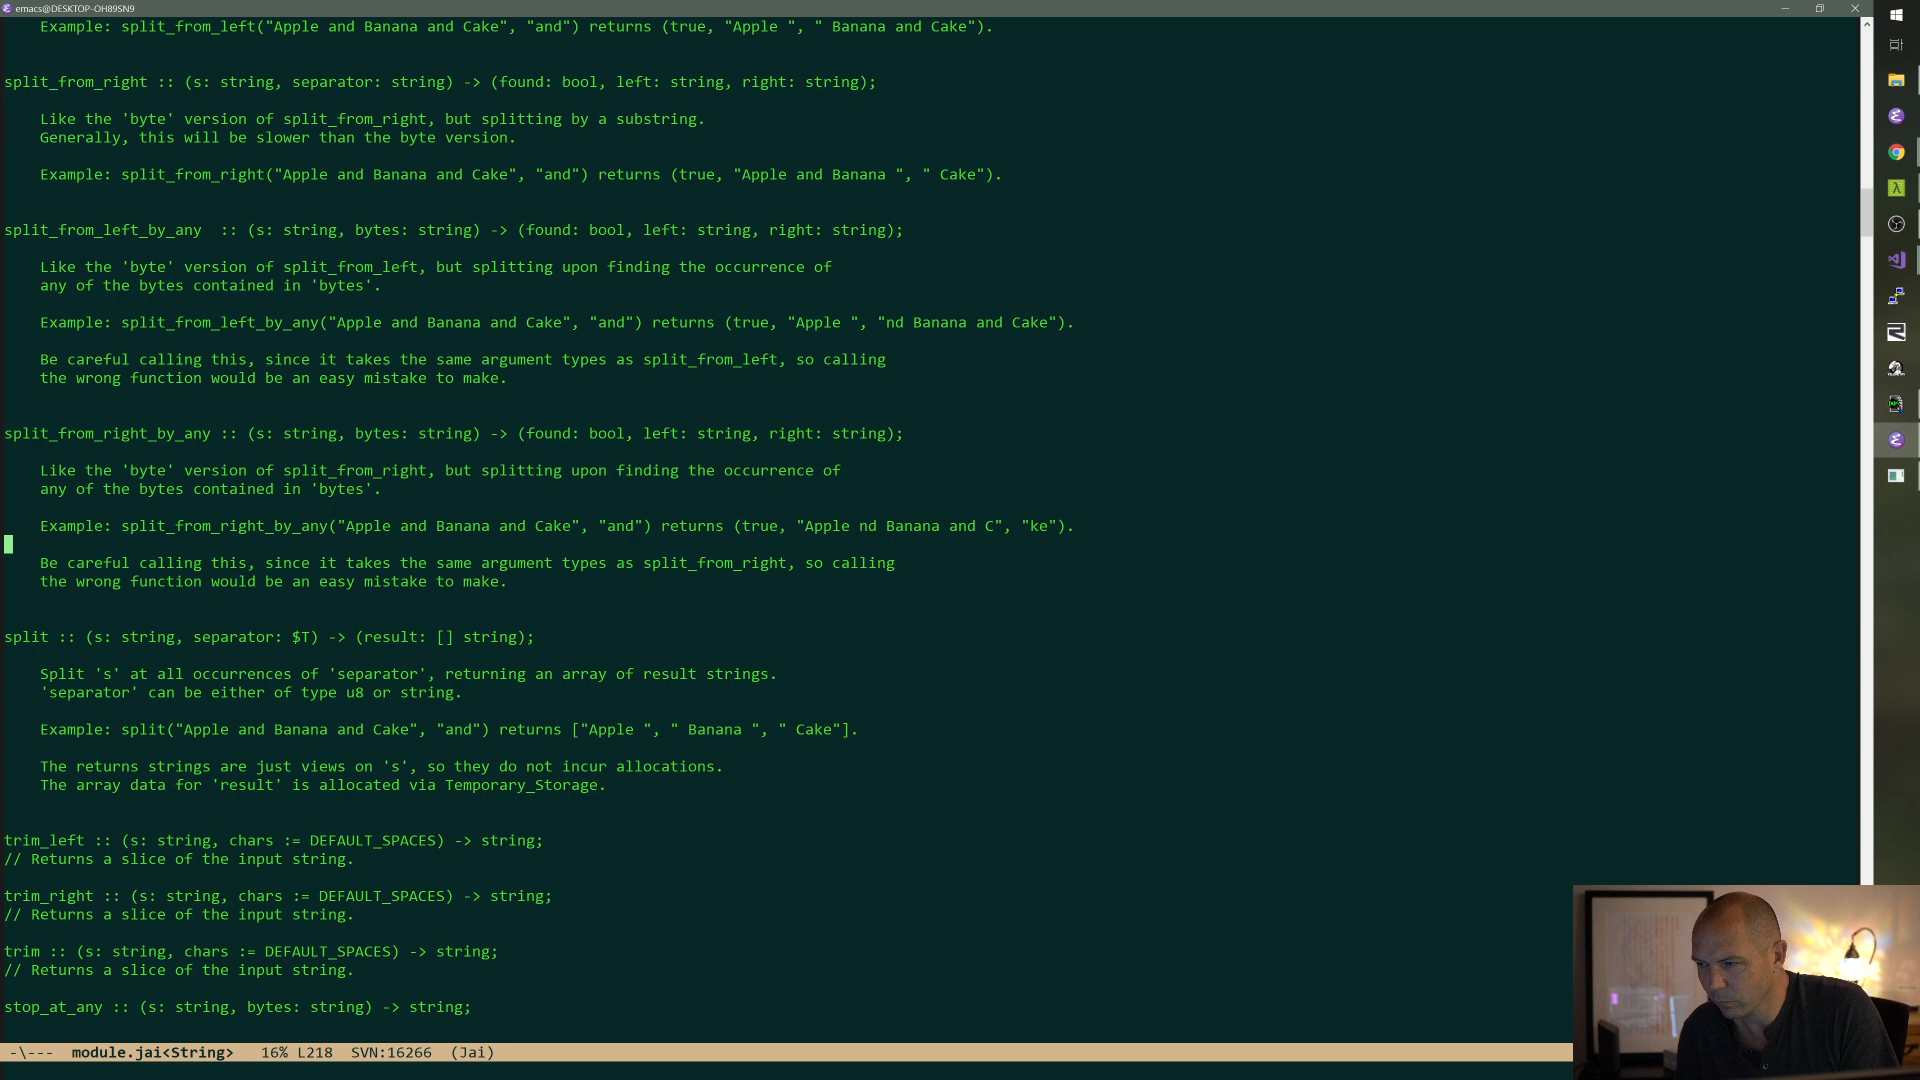 emacs@DESKTOP-OH89SN9
Example: split_from_left("Apple and Banana and Cake", "and") returns (true, "Apple ", " Banana and Cake").
split_from_right :: (s: string, separator: string) -> (found: bool, left: string, right: string);
Like the 'byte' version of split_from_right, but splitting by a substring.
Generally, this will be slower than the byte version.
Example: split_from_right("Apple and Banana and Cake", "and") returns (true, "Apple and Banana ", " Cake").
split_from_left_by_any  :: (s: string, bytes: string) -> (found: bool, left: string, right: string);
Like the 'byte' version of split_from_left, but splitting upon finding the occurrence of
any of the bytes contained in 'bytes'.
Example: split_from_left_by_any("Apple and Banana and Cake", "and") returns (true, "Apple ", "nd Banana and Cake").
Be careful calling this, since it takes the same argument types as split_from_left, so calling
the wrong function would be an easy mistake to make.
split_from_right_by_any :: (s: string, bytes: string) -> (found: bool, left: string, right: string);
Like the 'byte' version of split_from_right, but splitting upon finding the occurrence of
any of the bytes contained in 'bytes'.
Example: split_from_right_by_any("Apple and Banana and Cake", "and") returns (true, "Apple nd Banana and C", "ke").
Be careful calling this, since it takes the same argument types as split_from_right, so calling
the wrong function would be an easy mistake to make.
split :: (s: string, separator: $T) -> (result: [] string);
Split 's' at all occurrences of 'separator', returning an array of result strings.
'separator' can be either of type u8 or string.
Example: split("Apple and Banana and Cake", "and") returns ["Apple ", " Banana ", " Cake"].
The returns strings are just views on 's', so they do not incur allocations.
The array data for 'result' is allocated via Temporary_Storage.
trim_left :: (s: string, chars := DEFAULT_SPACES) -> string;
// Returns a slice of the input string.
trim_right :: (s: string, chars := DEFAULT_SPACES) -> string;
// Returns a slice of the input string.
trim :: (s: string, chars := DEFAULT_SPACES) -> string;
// Returns a slice of the input string.
stop_at_any :: (s: string, bytes: string) -> string;
-\---  module.jai<String>   16% L218  SVN:16266  (Jai)